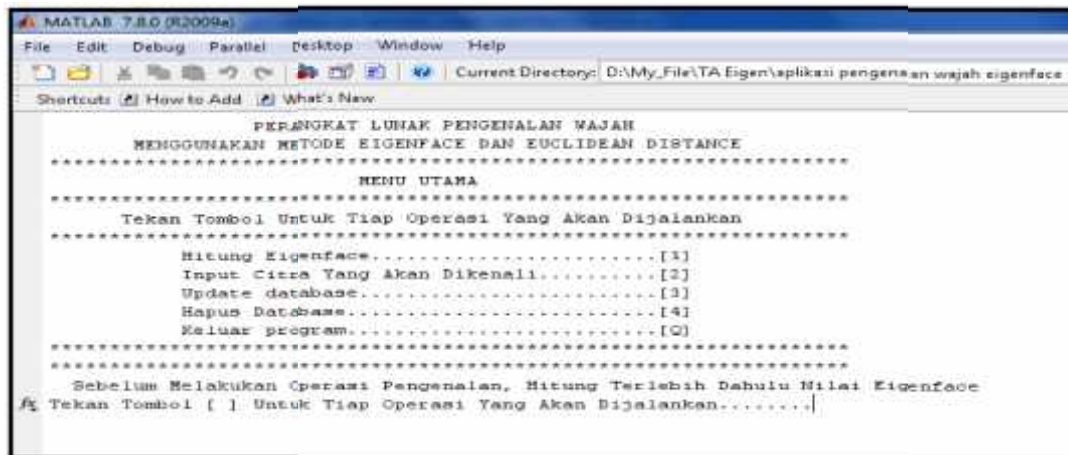 MATLAB 7.8.0 (R2009a)
File Edit Debug Parallel Desktop Window Help
Current Directory: D:\My_File\TA Eigen\aplikasi pengenaan wajah eigenface
Shortcuts How to Add What's New
PERANGKAT LUNAK PENGENALAN WAJAH
MENGGUNAKAN METODE EIGENFACE DAN EUCLIDEAN DISTANCE
********************************************************************
MENU UTAMA
********************************************************************
Tekan Tombol Untuk Tiap Operasi Yang Akan Dijalankan
********************************************************************
Hitung Eigenface........................[1]
Input Citra Yang Akan Dikenali..........[2]
Update database.........................[3]
Hapus Database..........................[4]
Keluar program..........................[Q]
********************************************************************
********************************************************************
Sebelum Melakukan Operasi Pengenalan, Hitung Terlebih Dahulu Nilai Eigenface
fx Tekan Tombol [ ] Untuk Tiap Operasi Yang Akan Dijalankan........